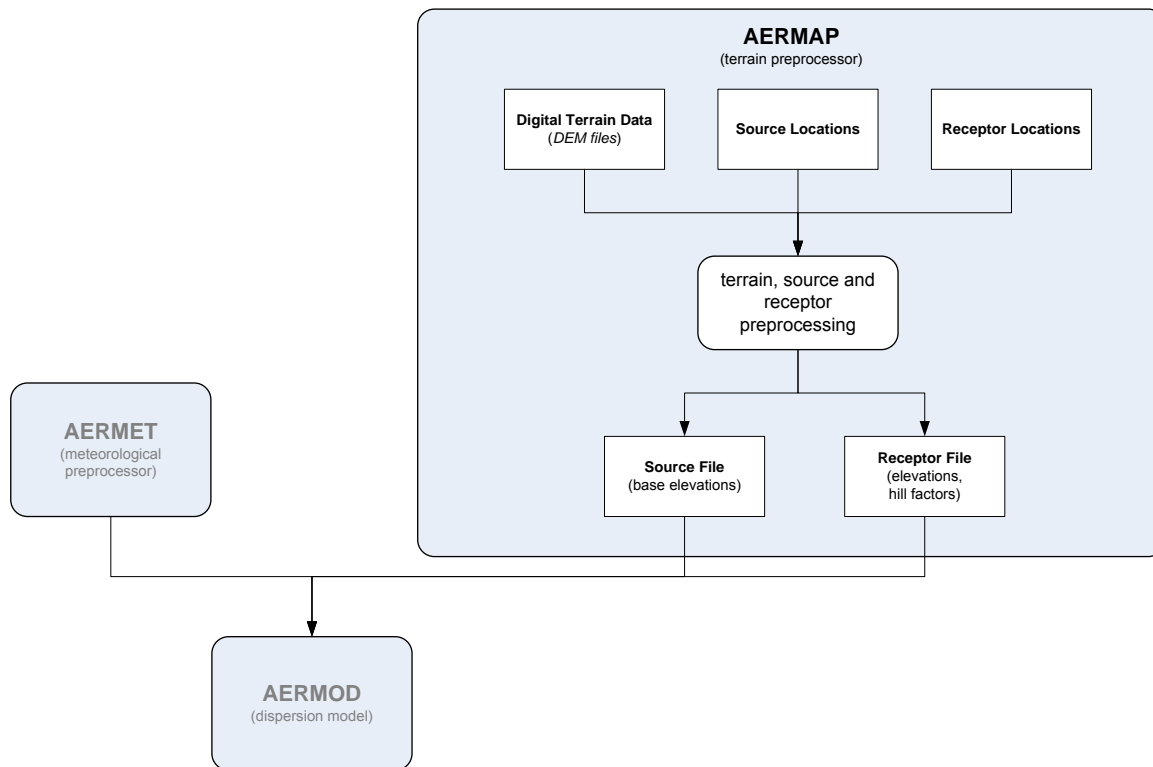 AERMAP
(terrain preprocessor)
Digital Terrain Data
(DEM files)
Source Locations
Receptor Locations
terrain, source and
receptor
preprocessing
AERMET
(meteorological
preprocessor)
Source File
(base elevations)
Receptor File
(elevations,
hill factors)
AERMOD
(dispersion model)